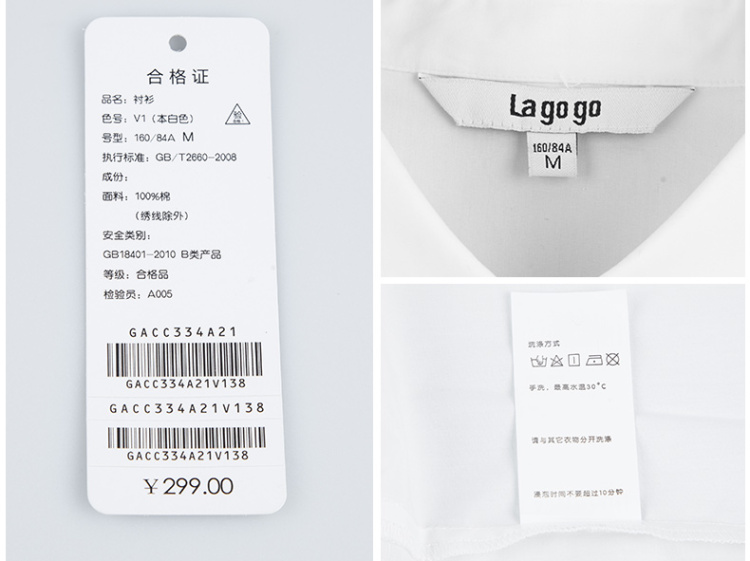 合格证
品名：衬衫
色号：V1（本白色）
验
号型：160/84A M
执行标准：GB/T2660-2008
成份：
面料：100%棉
（绣线除外）
安全类别：
GB18401-2010 B类产品
等级：合格品
检验员：A005
GACC334A21
GACC334A21V138
GACC334A21V138
GACC334A21V138
￥299.00
Lagogo
160/84A
M
洗涤方式
手洗，最高水温30°C
请与其它衣物分开洗涤
浸泡时间不要超过10分钟